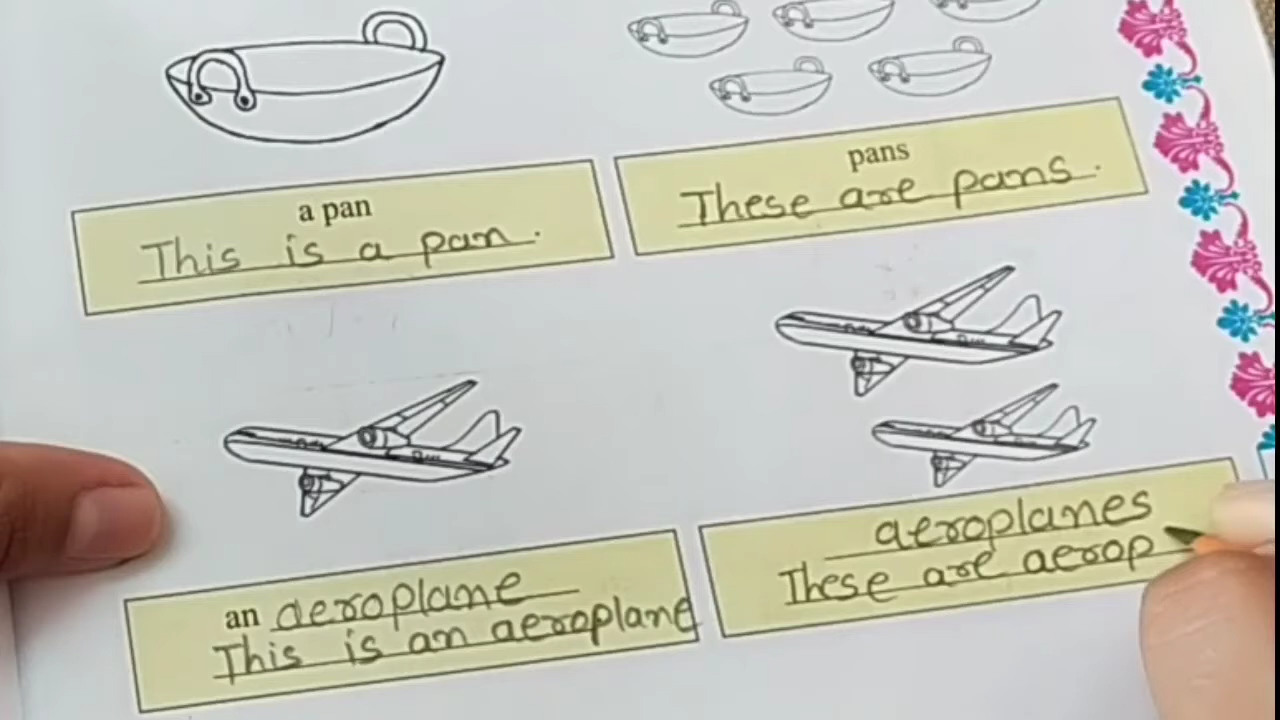 a pan
This is a pan.
pans
These are pans.
an aeroplane
This is an aeroplane
aeroplanes
These are aerop